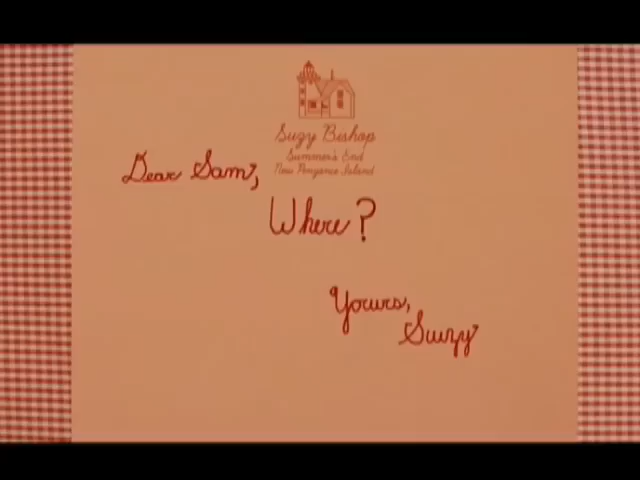 Suzy Bishop
Summer's End
New Penzance Island
Dear Sam,
Where?
Yours,
Suzy